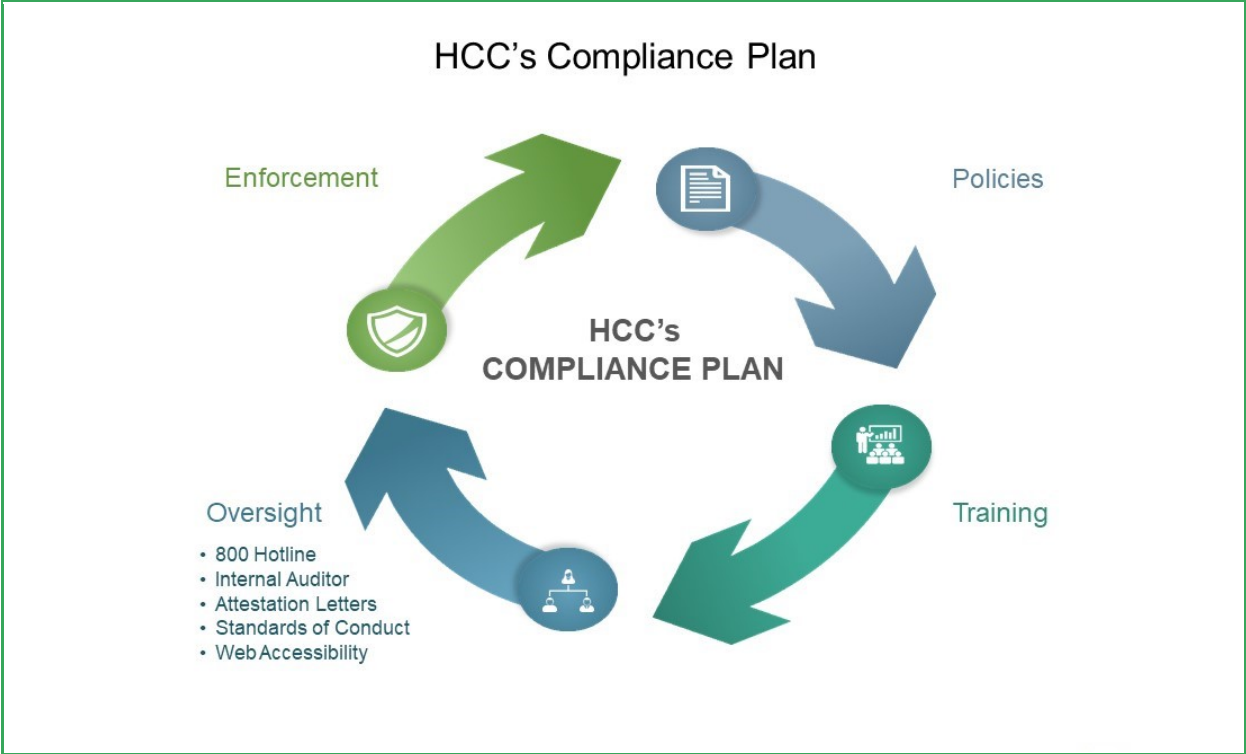 HCC's Compliance Plan
Enforcement
Policies
HCC's
COMPLIANCE PLAN
Oversight
• 800 Hotline
• Internal Auditor
• Attestation Letters
• Standards of Conduct
• Web Accessibility
Training